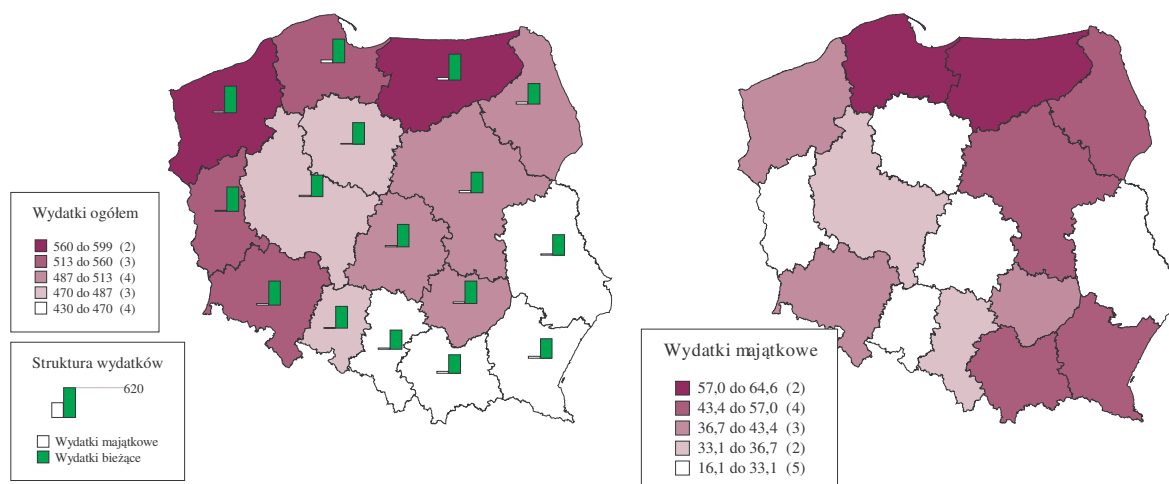 Wydatki ogółem
560 do 599 (2)
513 do 560 (3)
487 do 513 (4)
470 do 487 (3)
430 do 470 (4)
Struktura wydatków
620
Wydatki majątkowe
Wydatki bieżące
Wydatki majątkowe
57,0 do 64,6 (2)
43,4 do 57,0 (4)
36,7 do 43,4 (3)
33,1 do 36,7 (2)
16,1 do 33,1 (5)